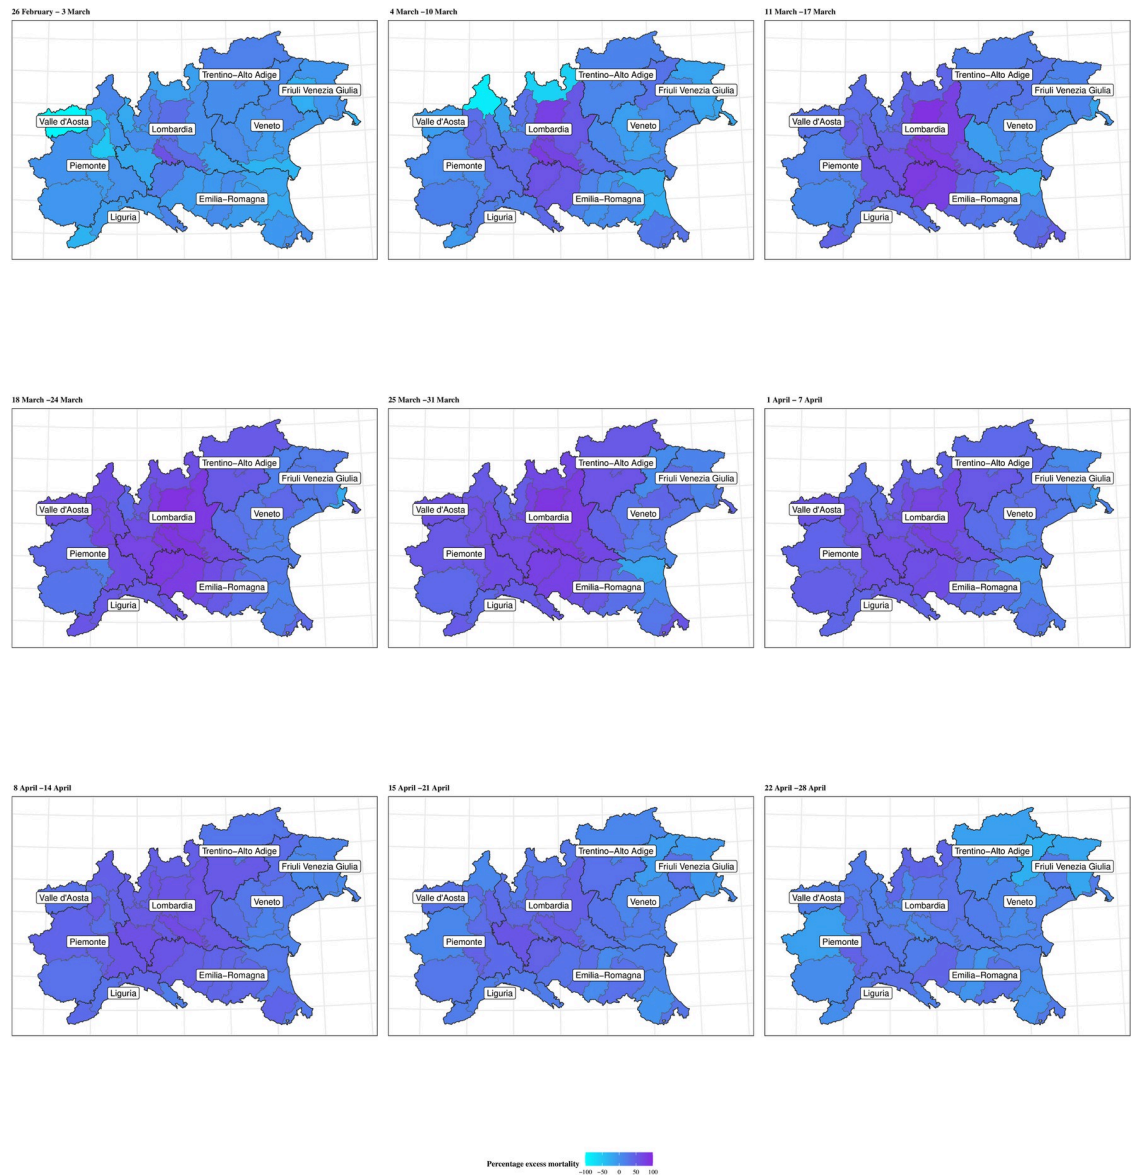 26 February − 3 March
Trentino−Alto Adige
Friuli Venezia Giulia
Valle d'Aosta
Lombardia
Veneto
Piemonte
Emilia−Romagna
Liguria
4 March −10 March
Trentino−Alto Adige
Friuli Venezia Giulia
Valle d'Aosta
Lombardia
Veneto
Piemonte
Emilia−Romagna
Liguria
11 March −17 March
Trentino−Alto Adige
Friuli Venezia Giulia
Valle d'Aosta
Lombardia
Veneto
Piemonte
Emilia−Romagna
Liguria
18 March −24 March
Trentino−Alto Adige
Friuli Venezia Giulia
Valle d'Aosta
Lombardia
Veneto
Piemonte
Emilia−Romagna
Liguria
25 March −31 March
Trentino−Alto Adige
Friuli Venezia Giulia
Valle d'Aosta
Lombardia
Veneto
Piemonte
Emilia−Romagna
Liguria
1 April − 7 April
Trentino−Alto Adige
Friuli Venezia Giulia
Valle d'Aosta
Lombardia
Veneto
Piemonte
Emilia−Romagna
Liguria
8 April −14 April
Trentino−Alto Adige
Friuli Venezia Giulia
Valle d'Aosta
Lombardia
Veneto
Piemonte
Emilia−Romagna
Liguria
15 April −21 April
Trentino−Alto Adige
Friuli Venezia Giulia
Valle d'Aosta
Lombardia
Veneto
Piemonte
Emilia−Romagna
Liguria
22 April −28 April
Trentino−Alto Adige
Friuli Venezia Giulia
Valle d'Aosta
Lombardia
Veneto
Piemonte
Emilia−Romagna
Liguria
Percentage excess mortality
−100 −50 0 50 100